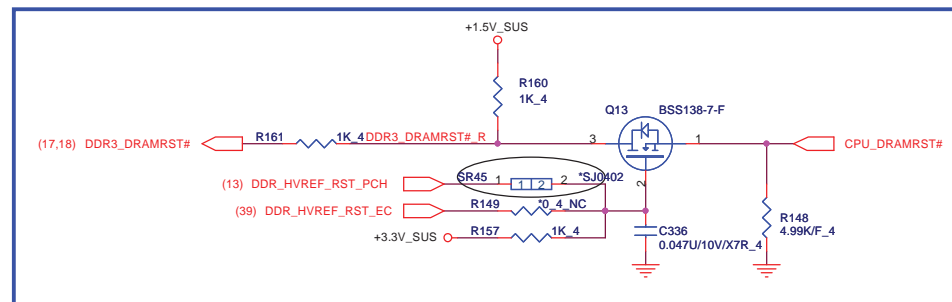 +1.5V_SUS
R160
1K_4
Q13
BSS138-7-F
(17,18) DDR3_DRAMRST#
R161
1K_4
DDR3_DRAMRST#_R
3
1
CPU_DRAMRST#
2
(13) DDR_HVREF_RST_PCH
SR45
1
1
2
2
*SJ0402
(39) DDR_HVREF_RST_EC
R149
*0_4_NC
+3.3V_SUS
R157
1K_4
C336
0.047U/10V/X7R_4
R148
4.99K/F_4